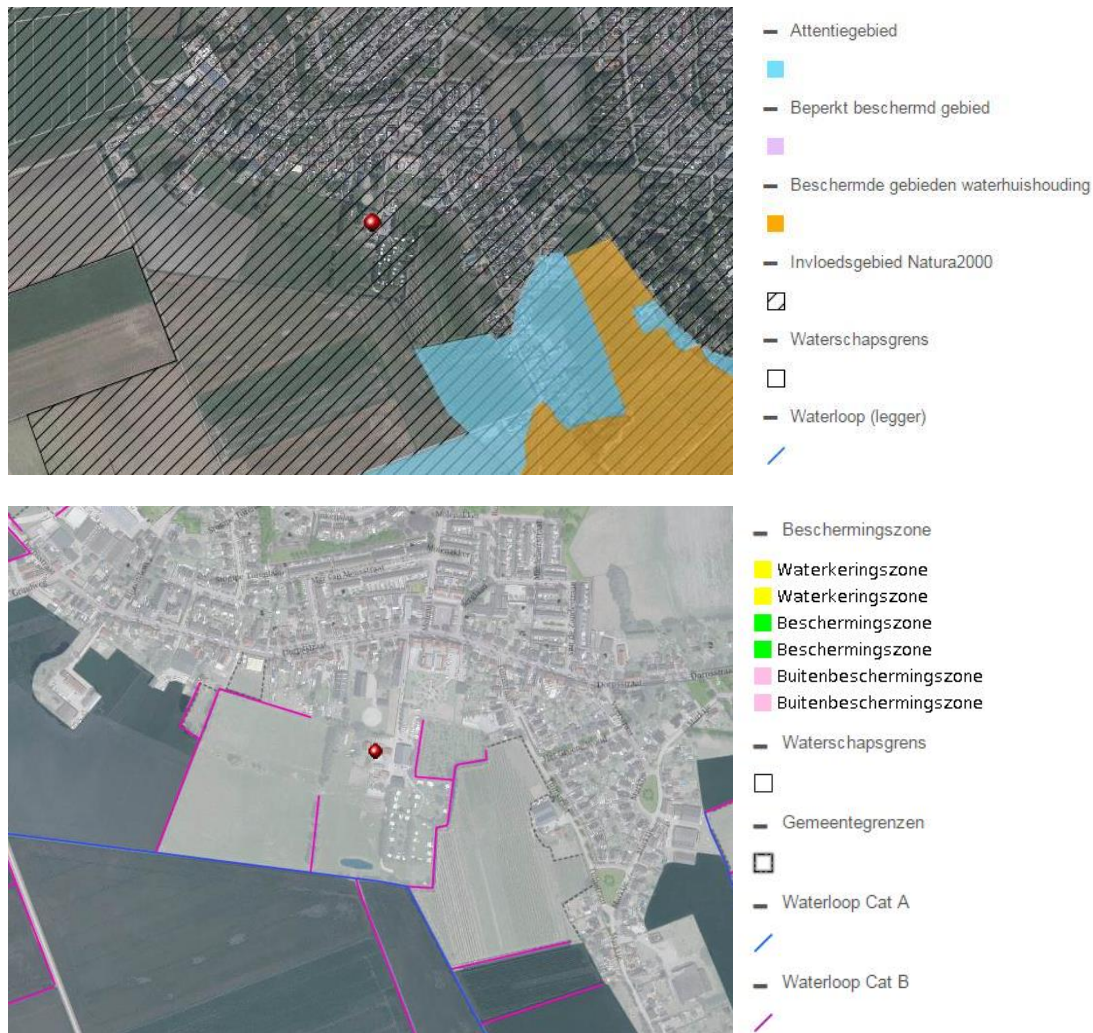 Attentiegebied
Beperkt beschermd gebied
Beschermde gebieden waterhuishouding
Invloedsgebied Natura2000
Waterschapsgrens
Waterloop (legger)
Beschermingszone
Waterkeringszone
Waterkeringszone
Beschermingszone
Beschermingszone
Buitenbeschermingszone
Buitenbeschermingszone
Waterschapsgrens
Gemeentegrenzen
Waterloop Cat A
Waterloop Cat B